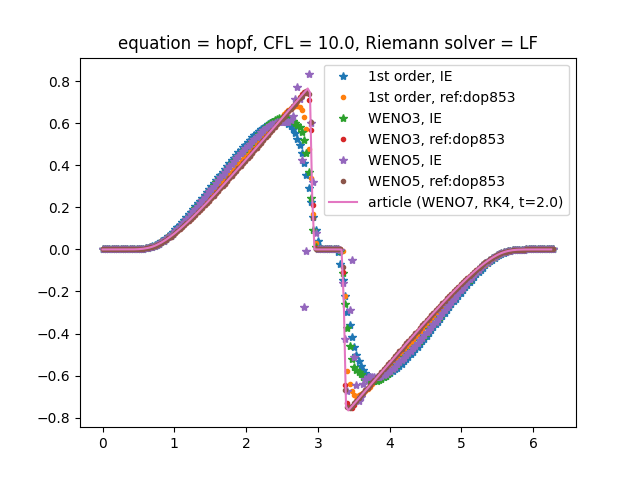 equation = hopf, CFL = 10.0, Riemann solver = LF
1st order, IE
1st order, ref:dop853
WENO3, IE
WENO3, ref:dop853
WENO5, IE
WENO5, ref:dop853
article (WENO7, RK4, t=2.0)
0.8
0.6
0.4
0.2
0.0
−0.2
−0.4
−0.6
−0.8
0 1 2 3 4 5 6